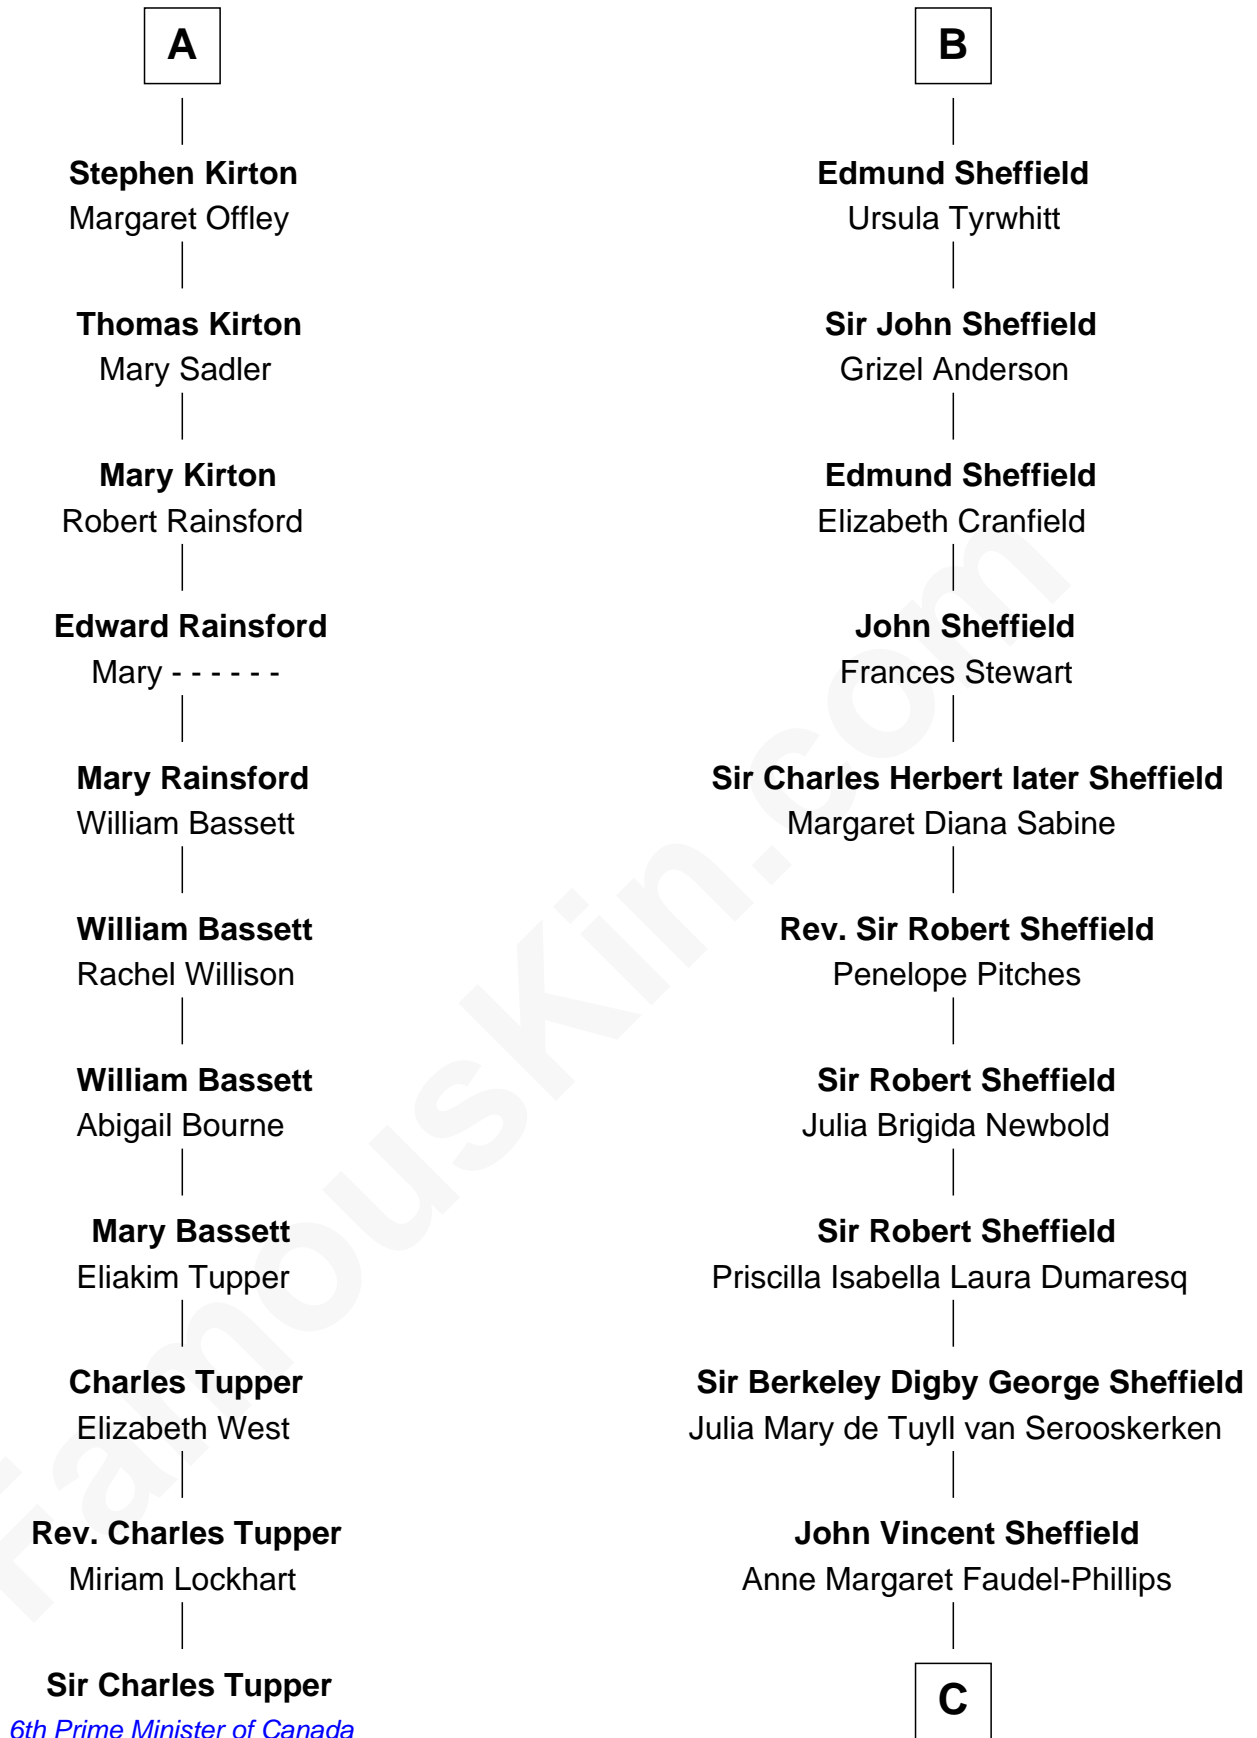 A
Stephen Kirton
Margaret Offley
Thomas Kirton
Mary Sadler
Mary Kirton
Robert Rainsford
Edward Rainsford
Mary - - - - - -
Mary Rainsford
William Bassett
William Bassett
Rachel Willison
William Bassett
Abigail Bourne
Mary Bassett
Eliakim Tupper
Charles Tupper
Elizabeth West
Rev. Charles Tupper
Miriam Lockhart
Sir Charles Tupper
6th Prime Minister of Canada
B
Edmund Sheffield
Ursula Tyrwhitt
Sir John Sheffield
Grizel Anderson
Edmund Sheffield
Elizabeth Cranfield
John Sheffield
Frances Stewart
Sir Charles Herbert later Sheffield
Margaret Diana Sabine
Rev. Sir Robert Sheffield
Penelope Pitches
Sir Robert Sheffield
Julia Brigida Newbold
Sir Robert Sheffield
Priscilla Isabella Laura Dumaresq
Sir Berkeley Digby George Sheffield
Julia Mary de Tuyll van Serooskerken
John Vincent Sheffield
Anne Margaret Faudel-Phillips
C
FamousKin.com